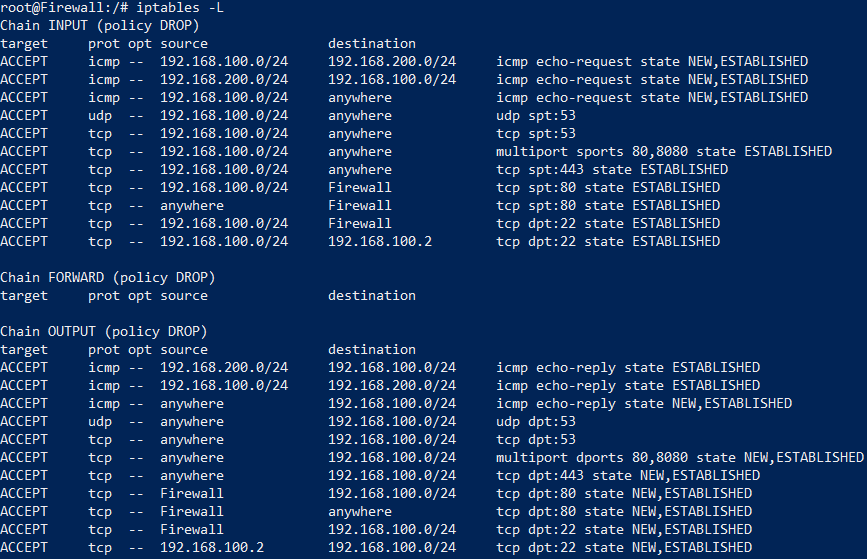 root@Firewall:/# iptables -L
Chain INPUT (policy DROP)
target     prot opt source               destination
ACCEPT     icmp --  192.168.100.0/24     192.168.200.0/24     icmp echo-request state NEW,ESTABLISHED
ACCEPT     icmp --  192.168.200.0/24     192.168.100.0/24     icmp echo-request state NEW,ESTABLISHED
ACCEPT     icmp --  192.168.100.0/24     anywhere             icmp echo-request state NEW,ESTABLISHED
ACCEPT     udp  --  192.168.100.0/24     anywhere             udp spt:53
ACCEPT     tcp  --  192.168.100.0/24     anywhere             tcp spt:53
ACCEPT     tcp  --  192.168.100.0/24     anywhere             multiport sports 80,8080 state ESTABLISHED
ACCEPT     tcp  --  192.168.100.0/24     anywhere             tcp spt:443 state ESTABLISHED
ACCEPT     tcp  --  192.168.100.0/24     Firewall             tcp spt:80 state ESTABLISHED
ACCEPT     tcp  --  anywhere             Firewall             tcp spt:80 state ESTABLISHED
ACCEPT     tcp  --  192.168.100.0/24     Firewall             tcp dpt:22 state ESTABLISHED
ACCEPT     tcp  --  192.168.100.0/24     192.168.100.2        tcp dpt:22 state ESTABLISHED

Chain FORWARD (policy DROP)
target     prot opt source               destination

Chain OUTPUT (policy DROP)
target     prot opt source               destination
ACCEPT     icmp --  192.168.200.0/24     192.168.100.0/24     icmp echo-reply state ESTABLISHED
ACCEPT     icmp --  192.168.100.0/24     192.168.200.0/24     icmp echo-reply state ESTABLISHED
ACCEPT     icmp --  anywhere             192.168.100.0/24     icmp echo-reply state NEW,ESTABLISHED
ACCEPT     udp  --  anywhere             192.168.100.0/24     udp dpt:53
ACCEPT     tcp  --  anywhere             192.168.100.0/24     tcp dpt:53
ACCEPT     tcp  --  anywhere             192.168.100.0/24     multiport dports 80,8080 state NEW,ESTABLISHED
ACCEPT     tcp  --  anywhere             192.168.100.0/24     tcp dpt:443 state NEW,ESTABLISHED
ACCEPT     tcp  --  Firewall             192.168.100.0/24     tcp dpt:80 state NEW,ESTABLISHED
ACCEPT     tcp  --  Firewall             anywhere             tcp dpt:80 state NEW,ESTABLISHED
ACCEPT     tcp  --  Firewall             192.168.100.0/24     tcp dpt:22 state NEW,ESTABLISHED
ACCEPT     tcp  --  192.168.100.2        192.168.100.0/24     tcp dpt:22 state NEW,ESTABLISHED